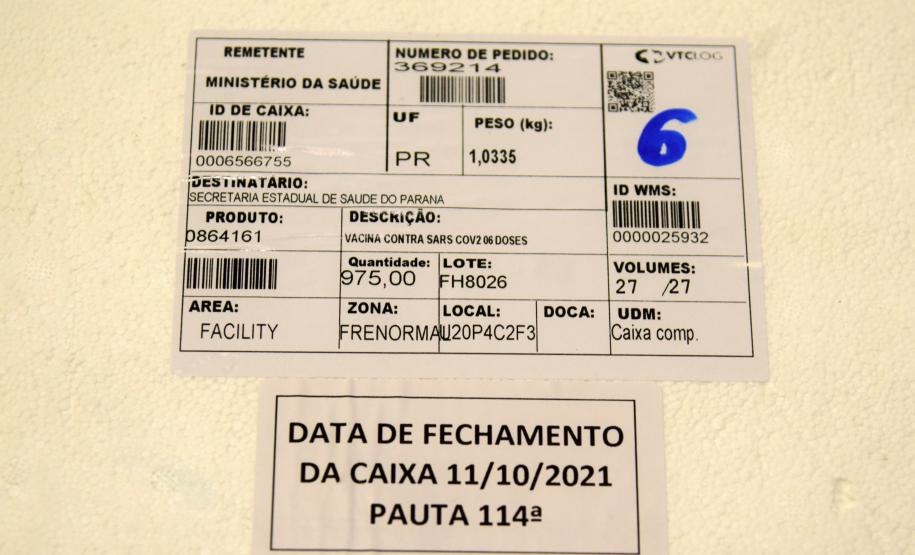 REMETENTE
MINISTÉRIO DA SAÚDE
NUMERO DE PEDIDO:
369214
VTCLOG
6
ID DE CAIXA:
0006566755
UF
PR
PESO (kg):
1,0335
DESTINATÁRIO:
SECRETARIA ESTADUAL DE SAUDE DO PARANA
ID WMS:
0000025932
PRODUTO:
0864161
DESCRIÇÃO:
VACINA CONTRA SARS COV2 06 DOSES
Quantidade:
975,00
LOTE:
FH8026
VOLUMES:
27 /27
AREA:
FACILITY
ZONA:
FRENORMAL
LOCAL:
U20P4C2F3
DOCA:
UDM:
Caixa comp.
DATA DE FECHAMENTO
DA CAIXA 11/10/2021
PAUTA 114ª